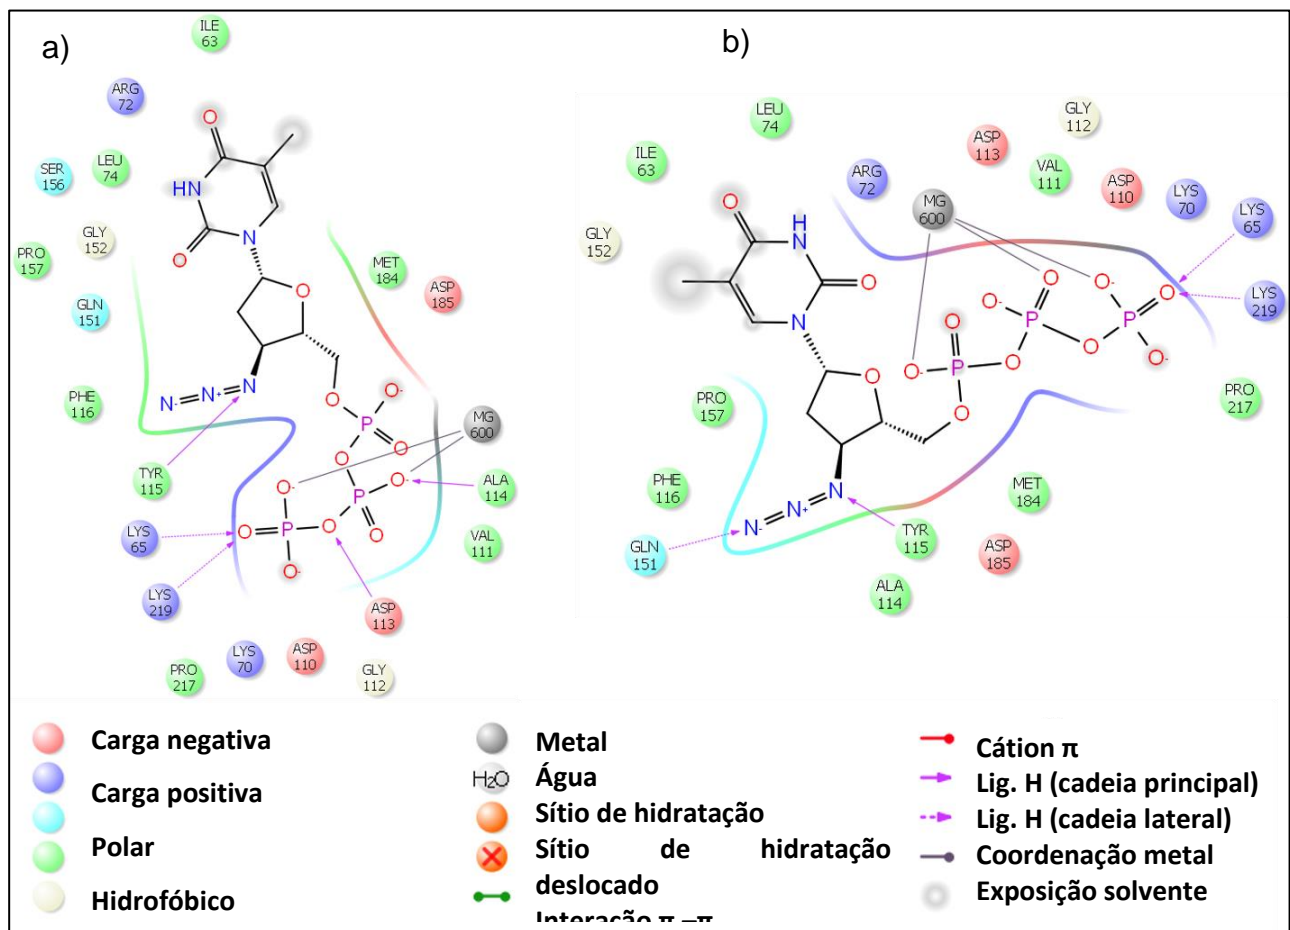 a)
ILE
63
ARG
72
LEU
74
SER
156
GLY
152
PRO
157
GLN
151
PHE
116
TYR
115
LYS
65
LYS
219
PRO
217
LYS
70
ASP
110
GLY
112
ASP
113
VAL
111
ALA
114
MG
600
MET
184
ASP
185
O
O
HN
N
O
N-
N+
N
O
O-
P
O
O
O-
P
O
O-
O
P
O
O-
b)
LEU
74
ILE
63
GLY
152
ARG
72
ASP
113
GLY
112
VAL
111
ASP
110
LYS
70
LYS
65
LYS
219
MG
600
PRO
217
PRO
157
PHE
116
GLN
151
TYR
115
ALA
114
ASP
185
MET
184
O
H
N
O
N
O
N-
N+
N
O
O-
P
O
O
O-
P
O
O
O-
P
O
O-
Carga negativa
Carga positiva
Polar
Hidrofóbico
Metal
H2O Água
Sítio de hidratação
Sítio de hidratação
deslocado
Interação π –π
Cátion π
Lig. H (cadeia principal)
Lig. H (cadeia lateral)
Coordenação metal
Exposição solvente